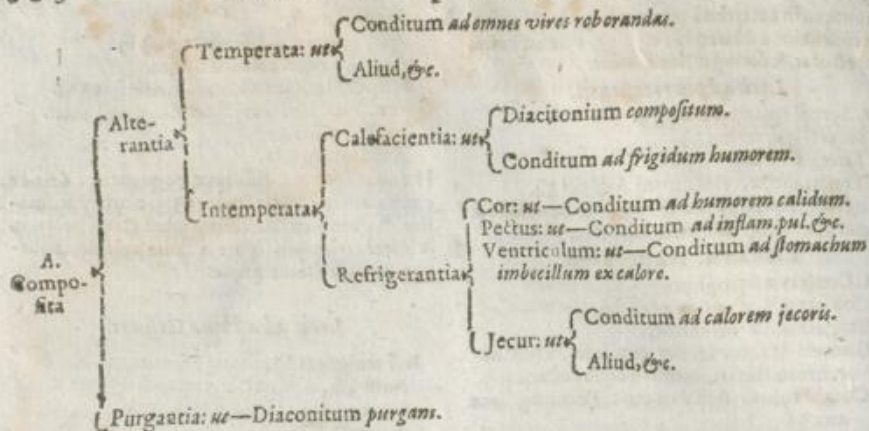 Conditum ad omnes vires roborandas.
Temperata: ut
Aliud, &c.
Alte-
rantia
Diacitonium compositum.
Calefacientia: ut
Conditum ad frigidum humorem.
Intemperata
Cor: ut—Conditum ad humorem calidum.
Pectus: ut—Conditum ad inflam. pul. &c.
Ventriculum: ut—Conditum ad stomachum
imbecillum ex calore.
Refrigerantia
A.
Compo-
sita
Conditum ad calorem jecoris.
Jecur: ut
Aliud, &c.
Purgantia: ut—Diaconitum purgans.